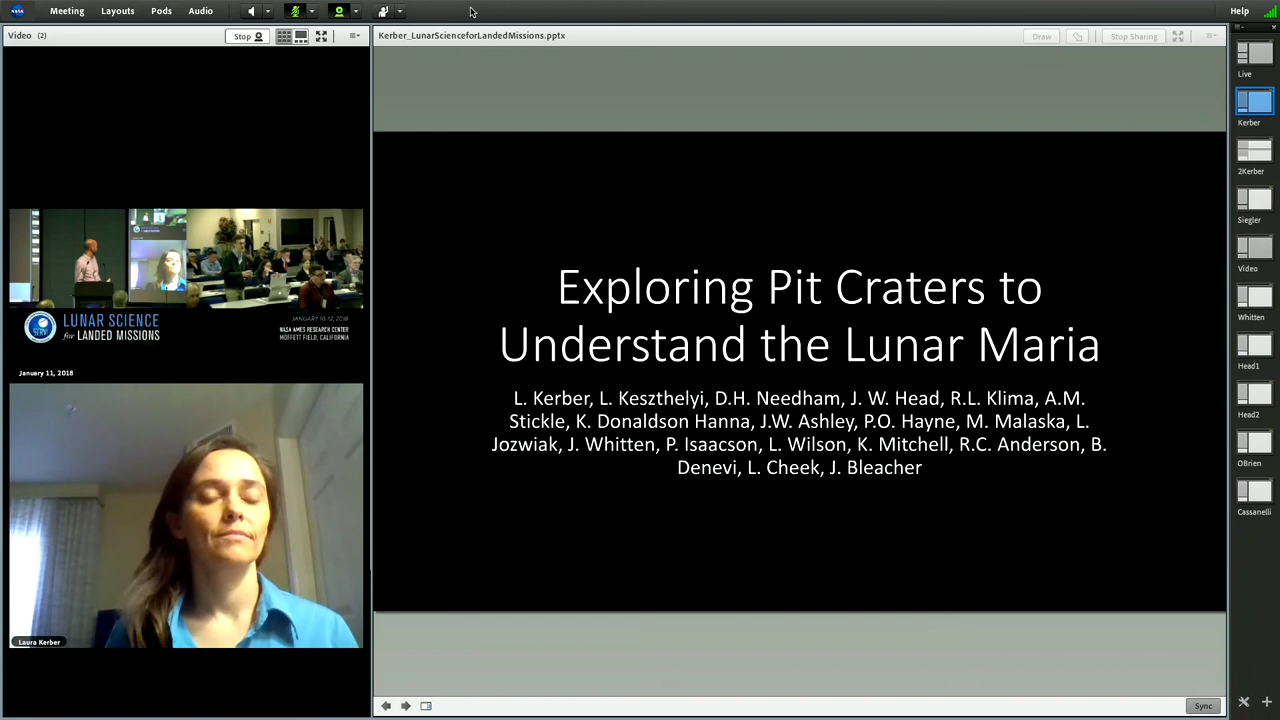 Meeting Layouts Pods Audio
Help
Video (2)
Stop
Kerber_LunarScienceforLandedMissions.pptx
Draw
Stop Sharing
LUNAR SCIENCE
for LANDED MISSIONS
JANUARY 10-12, 2018
NASA AMES RESEARCH CENTER
MOFFETT FIELD, CALIFORNIA
January 11, 2018
Laura Kerber
Exploring Pit Craters to
Understand the Lunar Maria
L. Kerber, L. Keszthelyi, D.H. Needham, J. W. Head, R.L. Klima, A.M.
Stickle, K. Donaldson Hanna, J.W. Ashley, P.O. Hayne, M. Malaska, L.
Jozwiak, J. Whitten, P. Isaacson, L. Wilson, K. Mitchell, R.C. Anderson, B.
Denevi, L. Cheek, J. Bleacher
Sync
Live
Kerber
2Kerber
Siegler
Video
Whitten
Head1
Head2
OBrien
Cassanelli